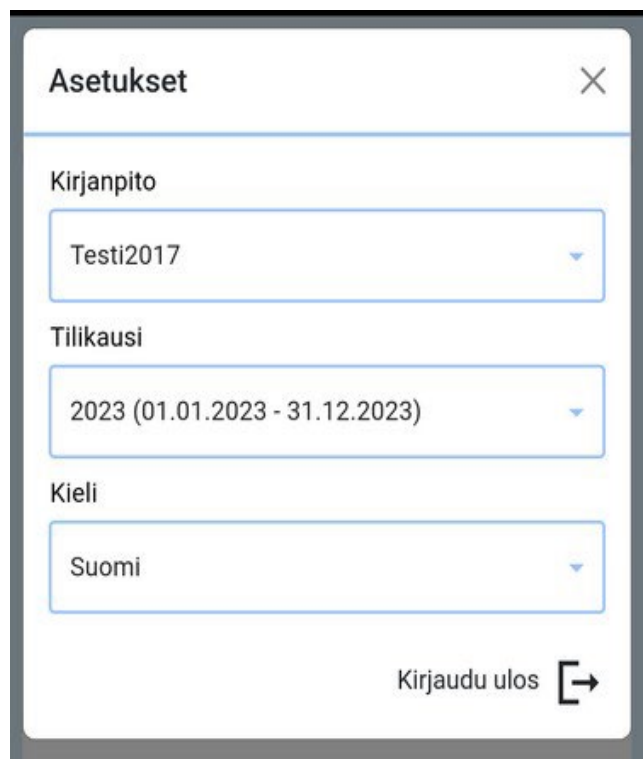 Asetukset
Kirjanpito
Testi2017
Tilikausi
2023 (01.01.2023 - 31.12.2023)
Kieli
Suomi
Kirjaudu ulos